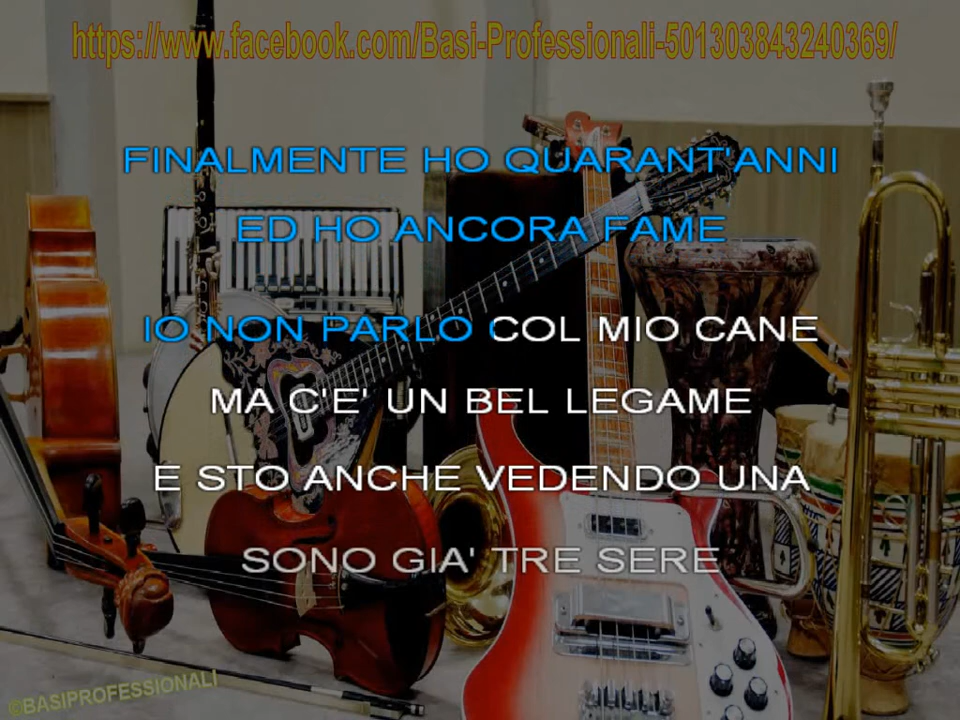 https://www.facebook.com/Basi-Professionali-501303843240369/
FINALMENTE HO QUARANT'ANNI
ED HO ANCORA FAME
IO NON PARLO COL MIO CANE
MA C'E' UN BEL LEGAME
E STO ANCHE VEDENDO UNA
SONO GIA' TRE SERE
©BASIPROFESSIONALI